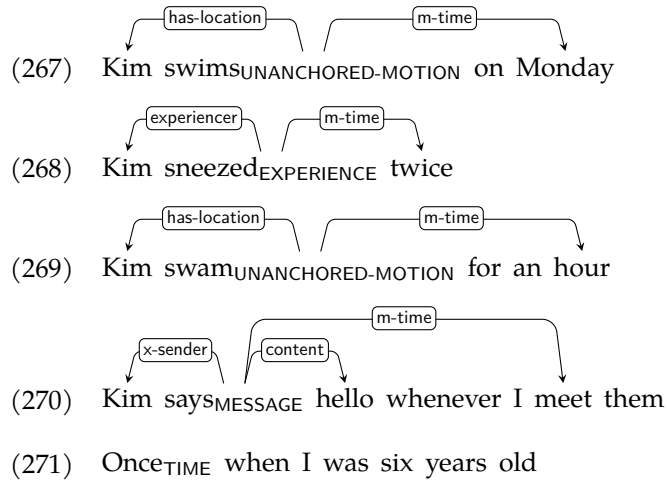 has-location m-time
(267) Kim swimsUNANCHORED-MOTION on Monday
experiencer m-time
(268) Kim sneezedEXPERIENCE twice
has-location m-time
(269) Kim swamUNANCHORED-MOTION for an hour
m-time
x-sender content
(270) Kim saysMESSAGE hello whenever I meet them
(271) OnceTIME when I was six years old